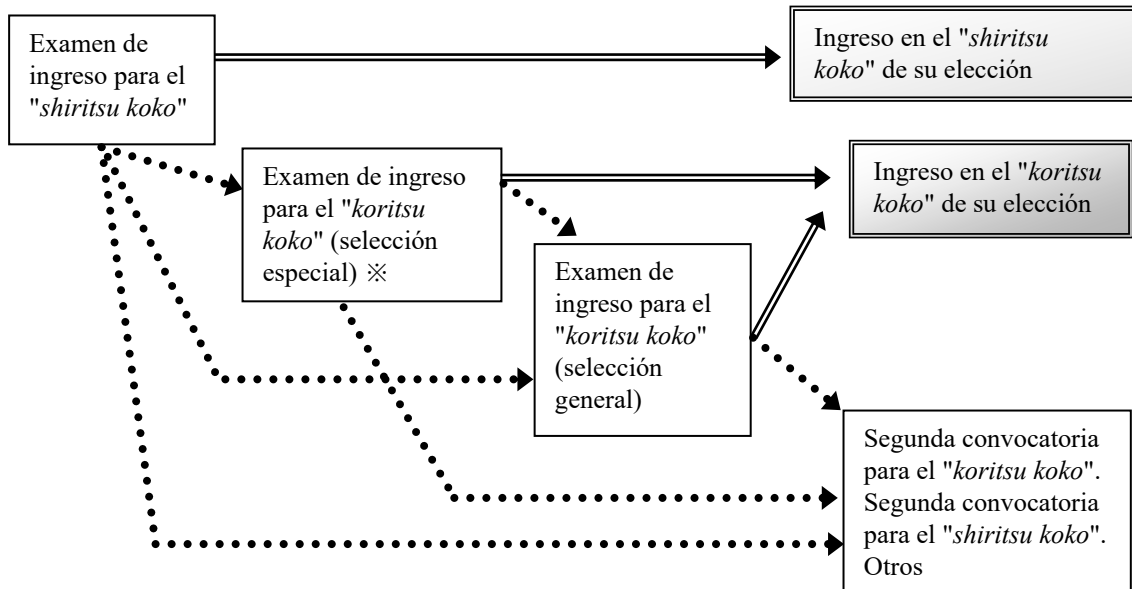 Examen de
ingreso para el
"shiritsu koko"
Ingreso en el "shiritsu
koko" de su elección
Examen de ingreso
para el "koritsu
koko" (selección
especial) ※
Ingreso en el "koritsu
koko" de su elección
Examen de
ingreso para el
"koritsu koko"
(selección
general)
Segunda convocatoria
para el "koritsu koko".
Segunda convocatoria
para el "shiritsu koko".
Otros